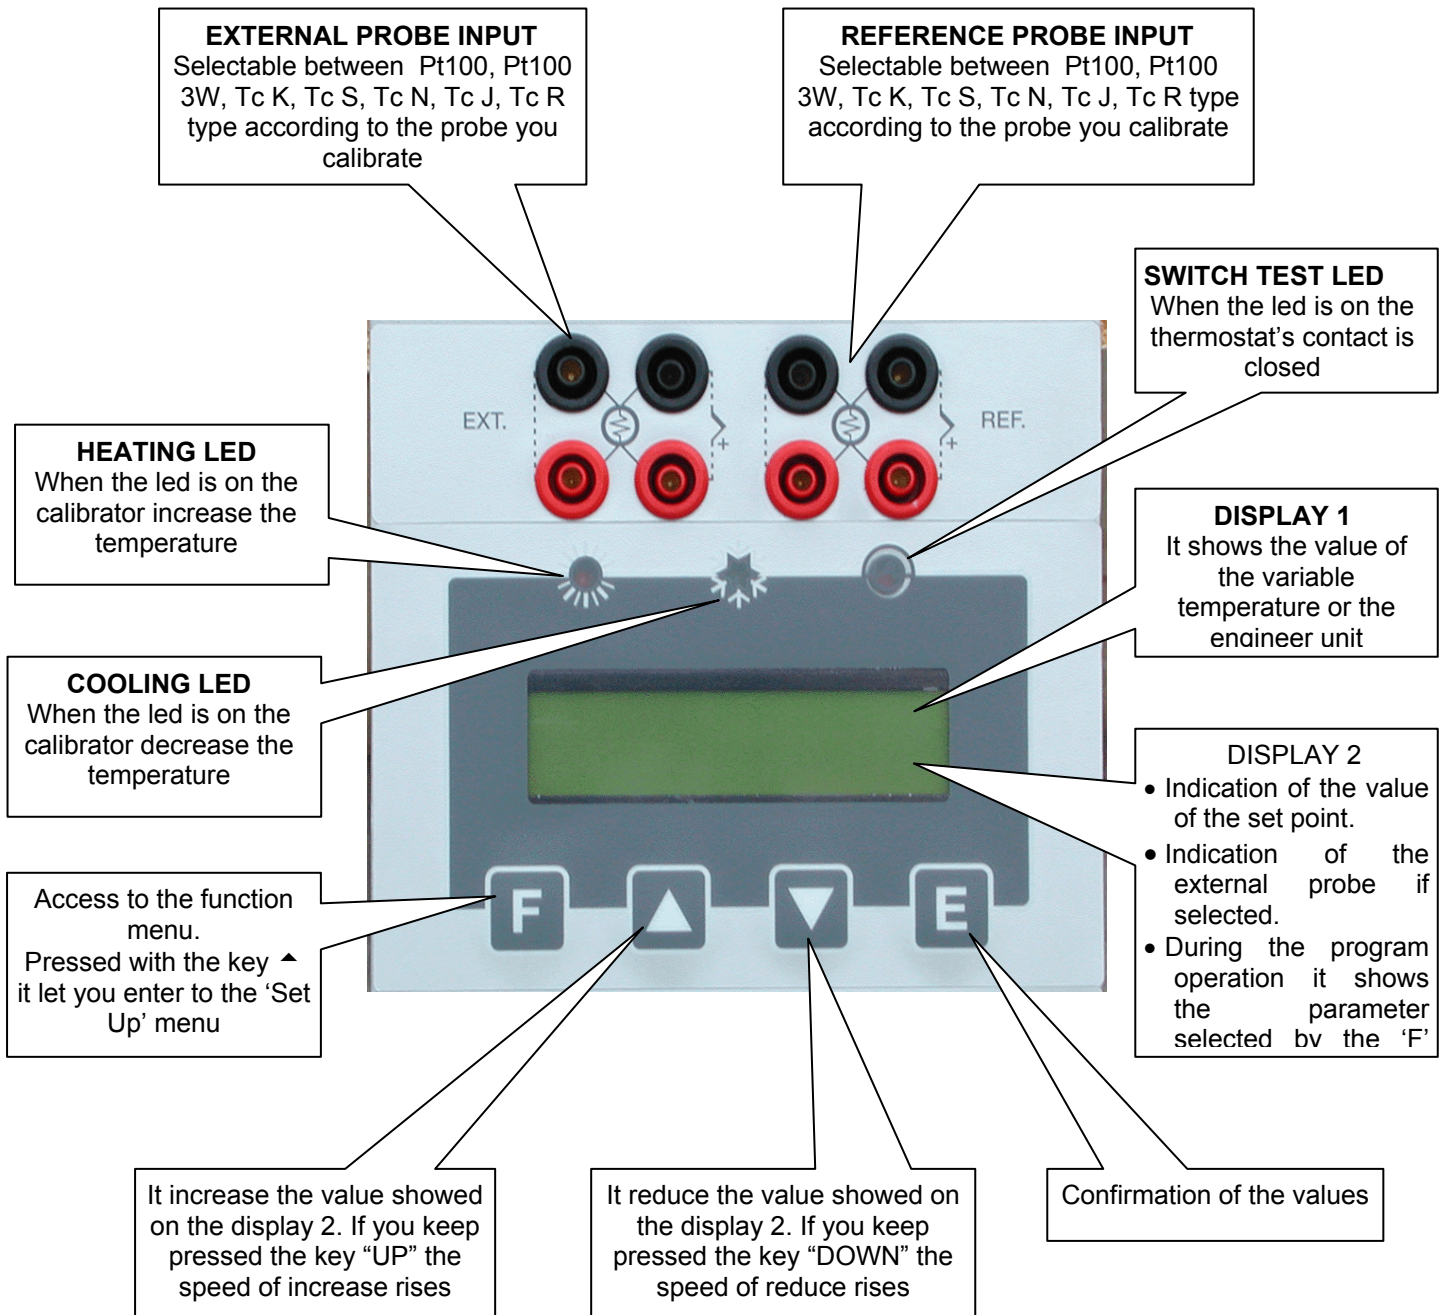 EXTERNAL PROBE INPUT
Selectable between Pt100, Pt100
3W, Tc K, Tc S, Tc N, Tc J, Tc R
type according to the probe you
calibrate
REFERENCE PROBE INPUT
Selectable between Pt100, Pt100
3W, Tc K, Tc S, Tc N, Tc J, Tc R type
according to the probe you calibrate
SWITCH TEST LED
When the led is on the
thermostat's contact is
closed
EXT.
+
+
REF.
HEATING LED
When the led is on the
calibrator increase the
temperature
DISPLAY 1
It shows the value of
the variable
temperature or the
engineer unit
COOLING LED
When the led is on the
calibrator decrease the
temperature
DISPLAY 2
• Indication of the value
of the set point.
• Indication of the
external probe if
selected.
• During the program
operation it shows
the parameter
selected by the 'F'
Access to the function
menu.
Pressed with the key ▲
it let you enter to the 'Set
Up' menu
F ▲ ▼ E
It increase the value showed
on the display 2. If you keep
pressed the key "UP" the
speed of increase rises
It reduce the value showed on
the display 2. If you keep
pressed the key "DOWN" the
speed of reduce rises
Confirmation of the values